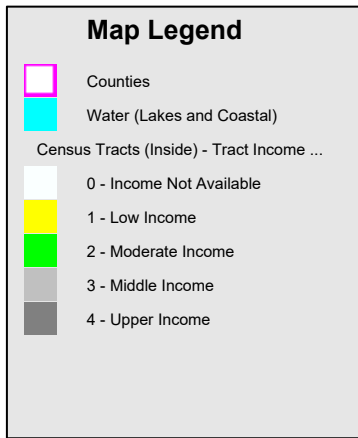 Map Legend
Counties
Water (Lakes and Coastal)
Census Tracts (Inside) - Tract Income ...
0 - Income Not Available
1 - Low Income
2 - Moderate Income
3 - Middle Income
4 - Upper Income